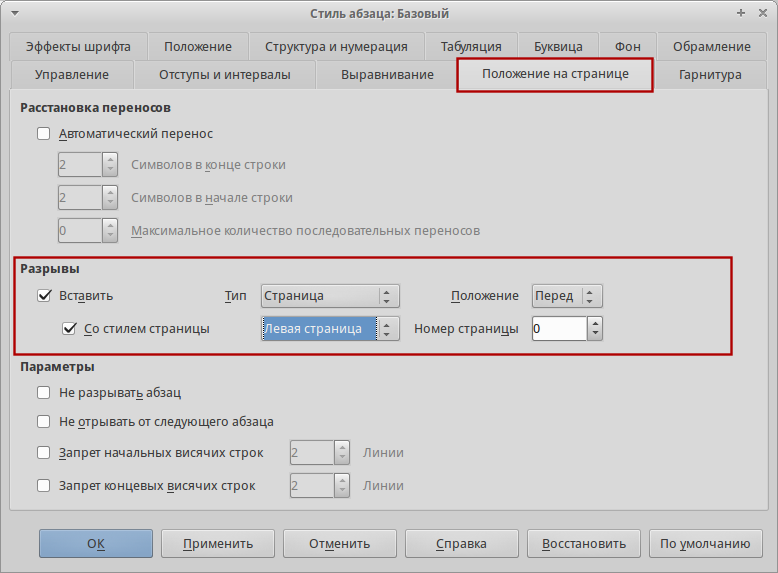 Стиль абзаца: Базовый
Эффекты шрифта Положение Структура и нумерация Табуляция Буквица Фон Обрамление
Управление Отступы и интервалы Выравнивание Положение на странице Гарнитура
Расстановка переносов
Автоматический перенос
2 Символов в конце строки
2 Символов в начале строки
0 Максимальное количество последовательных переносов
Разрывы
Вставить Тип Страница Положение Перед
Со стилем страницы Левая страница Номер страницы 0
Параметры
Не разрывать абзац
Не отрывать от следующего абзаца
Запрет начальных висячих строк 2 Линии
Запрет концевых висячих строк 2 Линии
ОК Применить Отменить Справка Восстановить По умолчанию